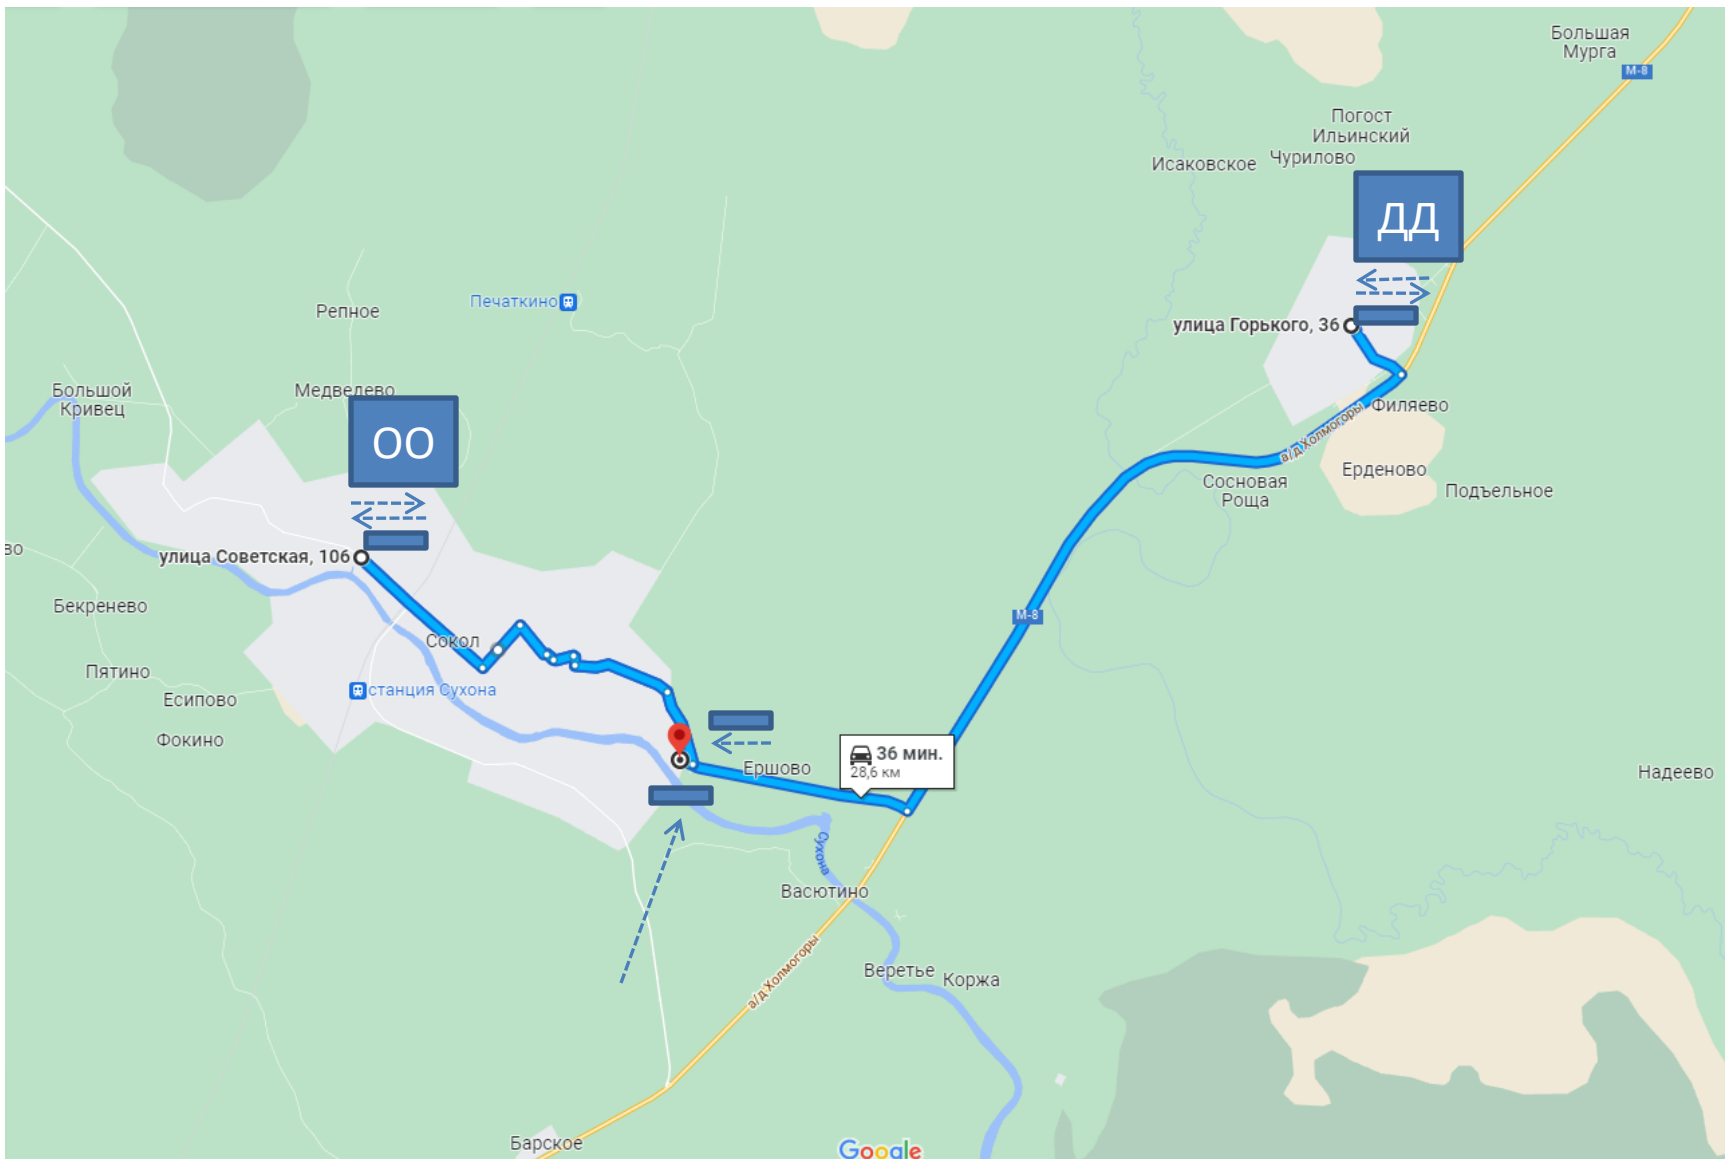 Большая
Мурга
М-8
Погост
Ильинский
Исаковское
Чурилово
ДД
Печаткино
Репное
улица Горького, 36
Большой
Кривец
Медведево
ОО
а/д Холмогоры
Филяево
Сосновая
Роща
Ерденово
Подъельное
во
улица Советская, 106
Бекренево
М-8
Сокол
Пятино
станция Сухона
Есипово
Фокино
Ершово
36 мин.
28,6 км
Надеево
Сухона
Васютино
а/д Холмогоры
Веретье
Коржа
Барское
Google